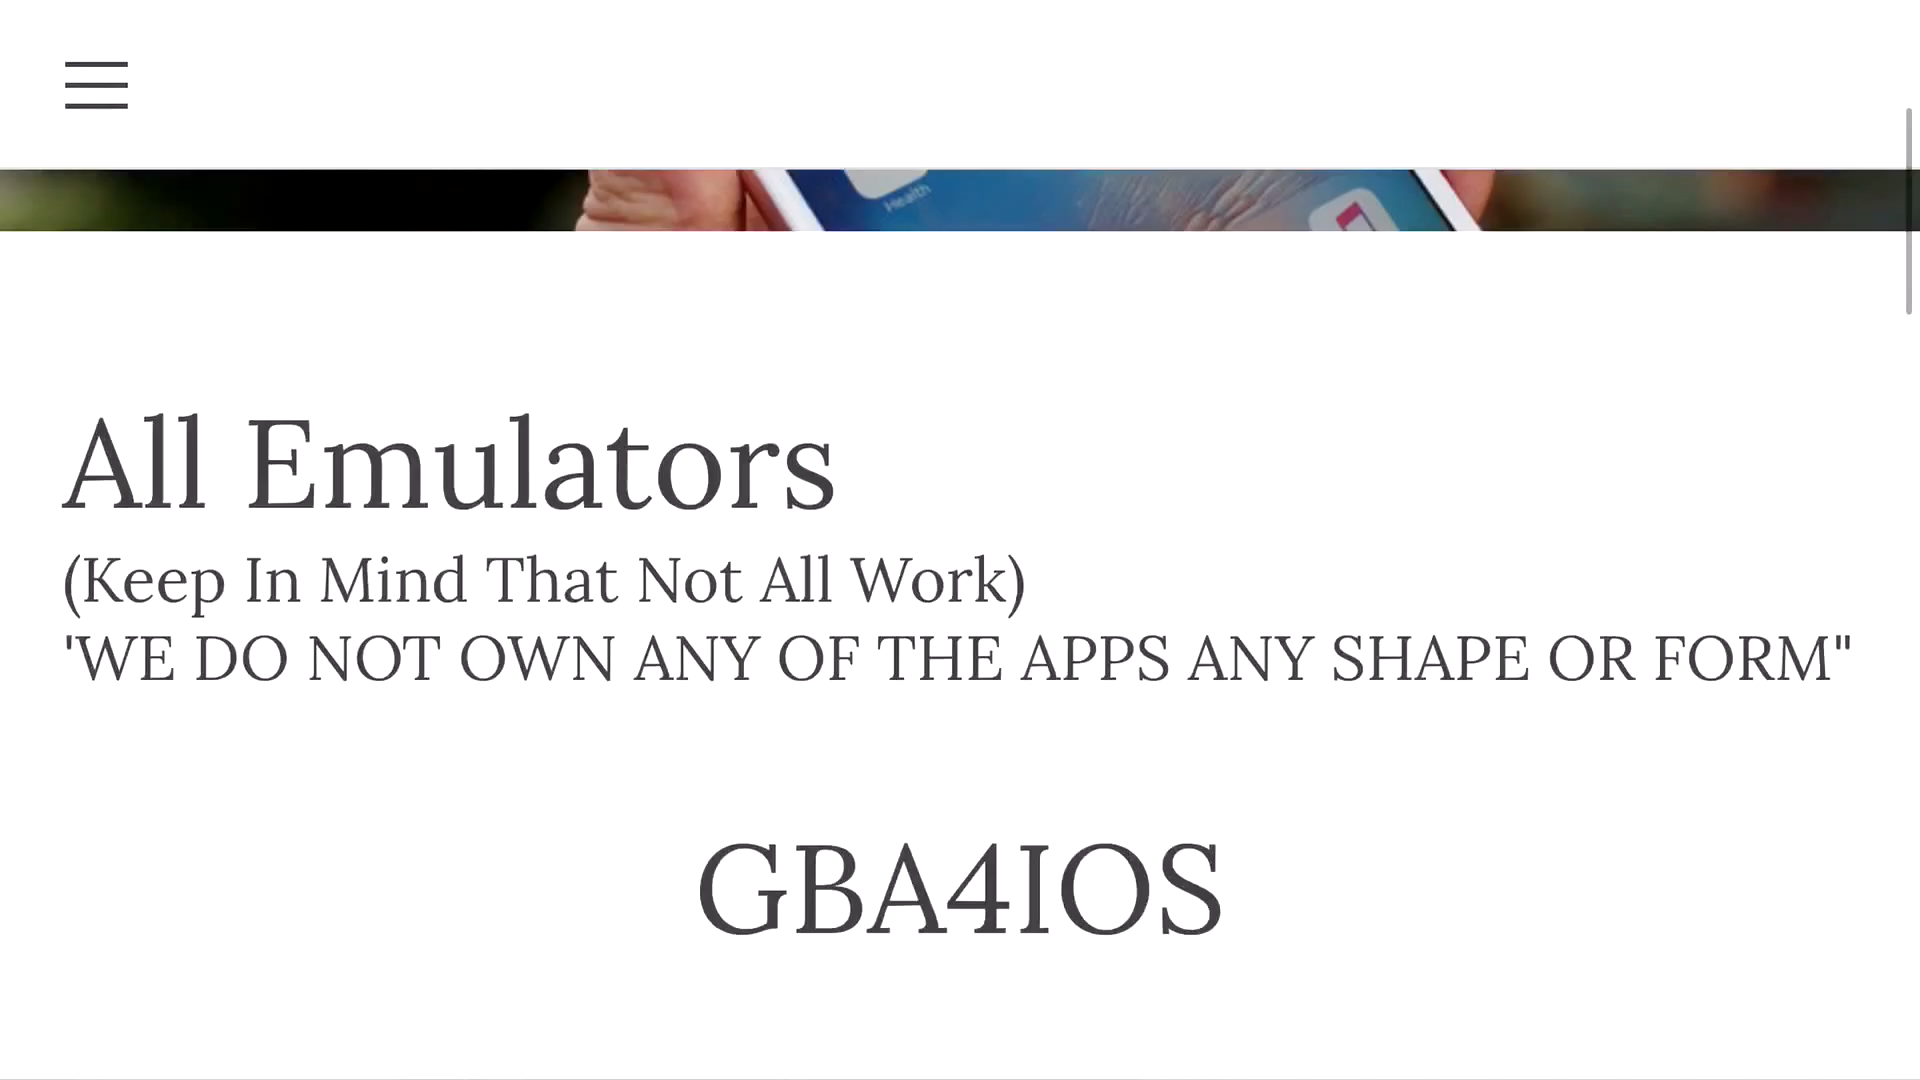 Health
All Emulators
(Keep In Mind That Not All Work)
'WE DO NOT OWN ANY OF THE APPS ANY SHAPE OR FORM"
GBA4IOS